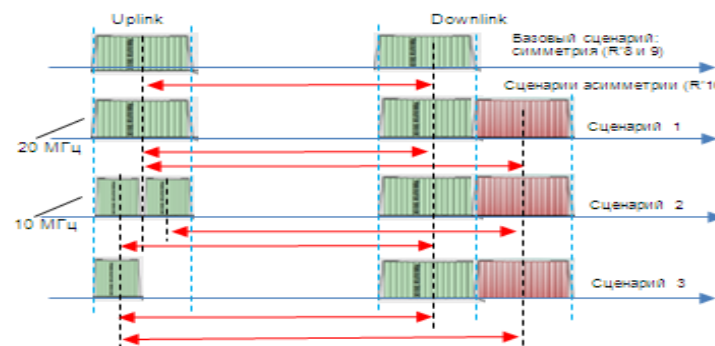 Uplink
Downlink
Базовый сценарий:
симметрия (R'8 и 9)
Сценарии асимметрии (R'10
Сценарий 1
20 МГц
Сценарий 2
10 МГц
Сценарий 3